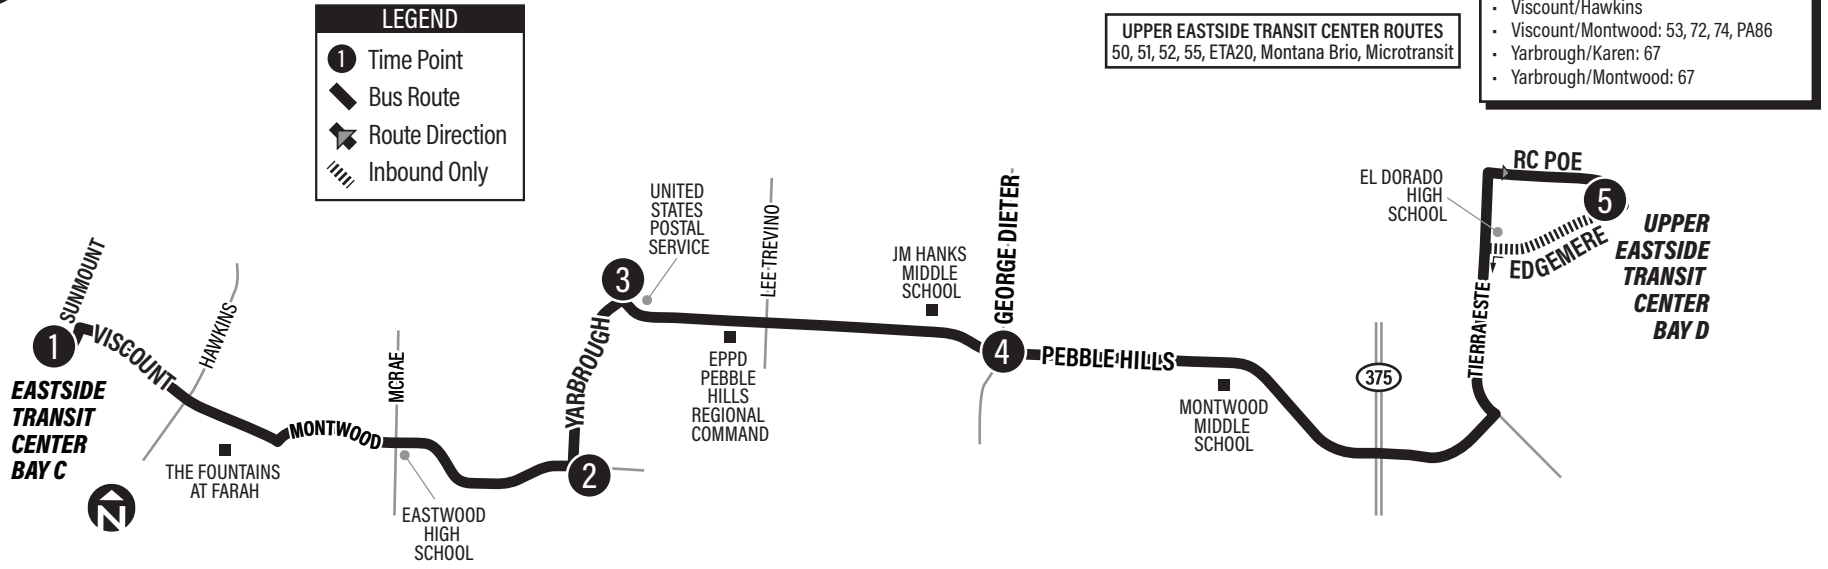 LEGEND
1 Time Point
Bus Route
Route Direction
Inbound Only
UPPER EASTSIDE TRANSIT CENTER ROUTES
50, 51, 52, 55, ETA20, Montana Brio, Microtransit
• Viscount/Hawkins
• Viscount/Montwood: 53, 72, 74, PA86
• Yarbrough/Karen: 67
• Yarbrough/Montwood: 67
SUNMOUNT
1
VISCOUNT
EASTSIDE
TRANSIT
CENTER
BAY C
N
HAWKINS
THE FOUNTAINS
AT FARAH
MONTWOOD
MCRAE
EASTWOOD
HIGH
SCHOOL
2
YARBROUGH
3
UNITED
STATES
POSTAL
SERVICE
LEE TREVINO
EPPD
PEBBLE
HILLS
REGIONAL
COMMAND
JM HANKS
MIDDLE
SCHOOL
GEORGE DIETER
4
PEBBLE HILLS
MONTWOOD
MIDDLE
SCHOOL
375
TIERRA ESTE
EL DORADO
HIGH
SCHOOL
RC POE
5
EDGEMERE
UPPER
EASTSIDE
TRANSIT
CENTER
BAY D